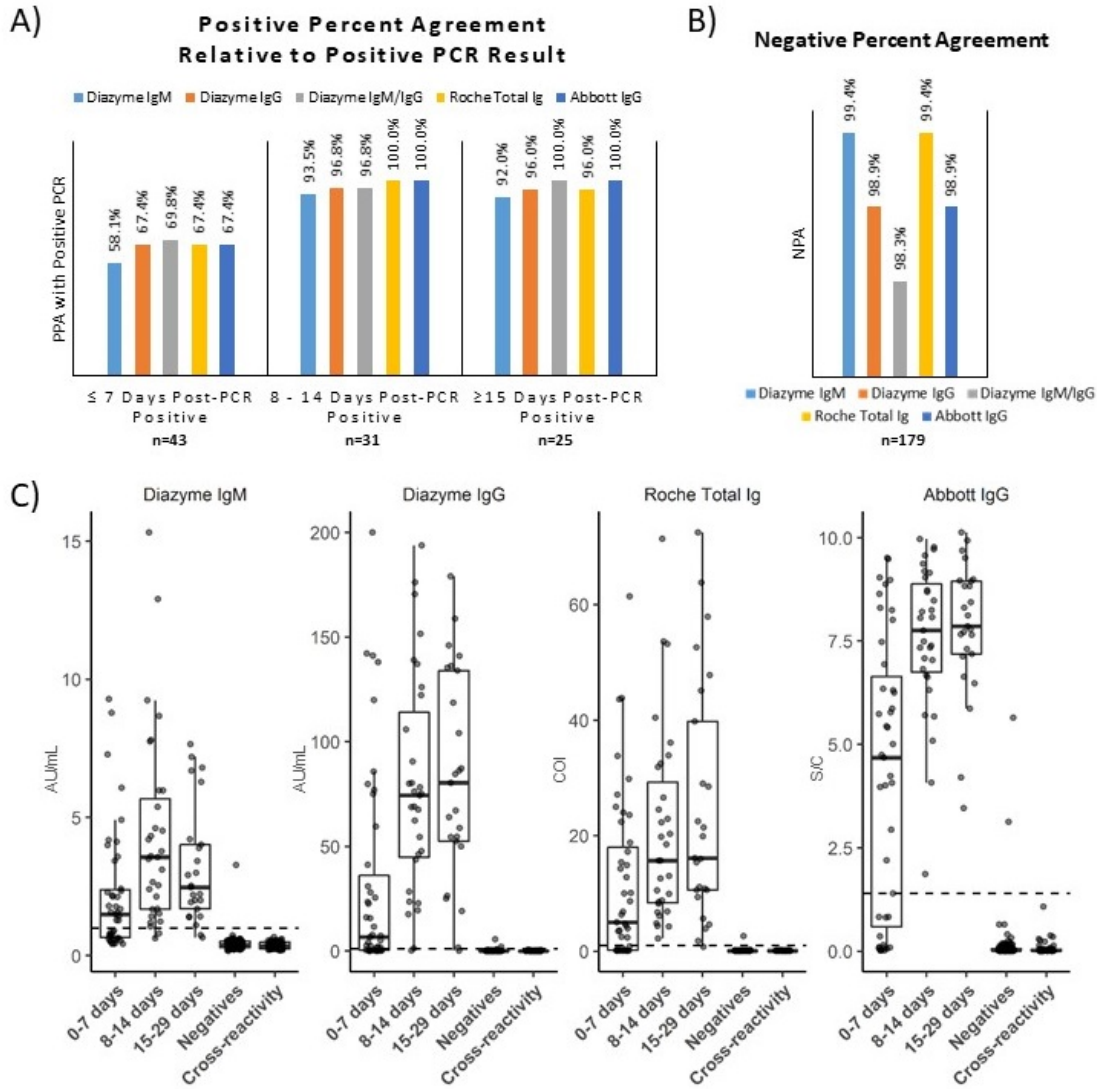 A)
Positive Percent Agreement
Relative to Positive PCR Result
Diazyme IgM Diazyme IgG Diazyme IgM/IgG Roche Total Ig Abbott IgG
PPA with Positive PCR
58.1% 67.4% 69.8% 67.4% 67.4%
93.5% 96.8% 96.8% 100.0% 100.0%
92.0% 96.0% 100.0% 96.0% 100.0%
≤ 7 Days Post-PCR
Positive
n=43
8 - 14 Days Post-PCR
Positive
n=31
≥15 Days Post-PCR
Positive
n=25
B)
Negative Percent Agreement
NPA
99.4% 98.9% 98.3% 99.4% 98.9%
Diazyme IgM Diazyme IgG Diazyme IgM/IgG
Roche Total Ig Abbott IgG
n=179
C)
Diazyme IgM
AU/mL
15
10
5
0
0-7 days
8-14 days
15-29 days
Negatives
Cross-reactivity
Diazyme IgG
AU/mL
200
150
100
50
0
0-7 days
8-14 days
15-29 days
Negatives
Cross-reactivity
Roche Total Ig
COI
60
40
20
0
0-7 days
8-14 days
15-29 days
Negatives
Cross-reactivity
Abbott IgG
S/C
10.0
7.5
5.0
2.5
0.0
0-7 days
8-14 days
15-29 days
Negatives
Cross-reactivity